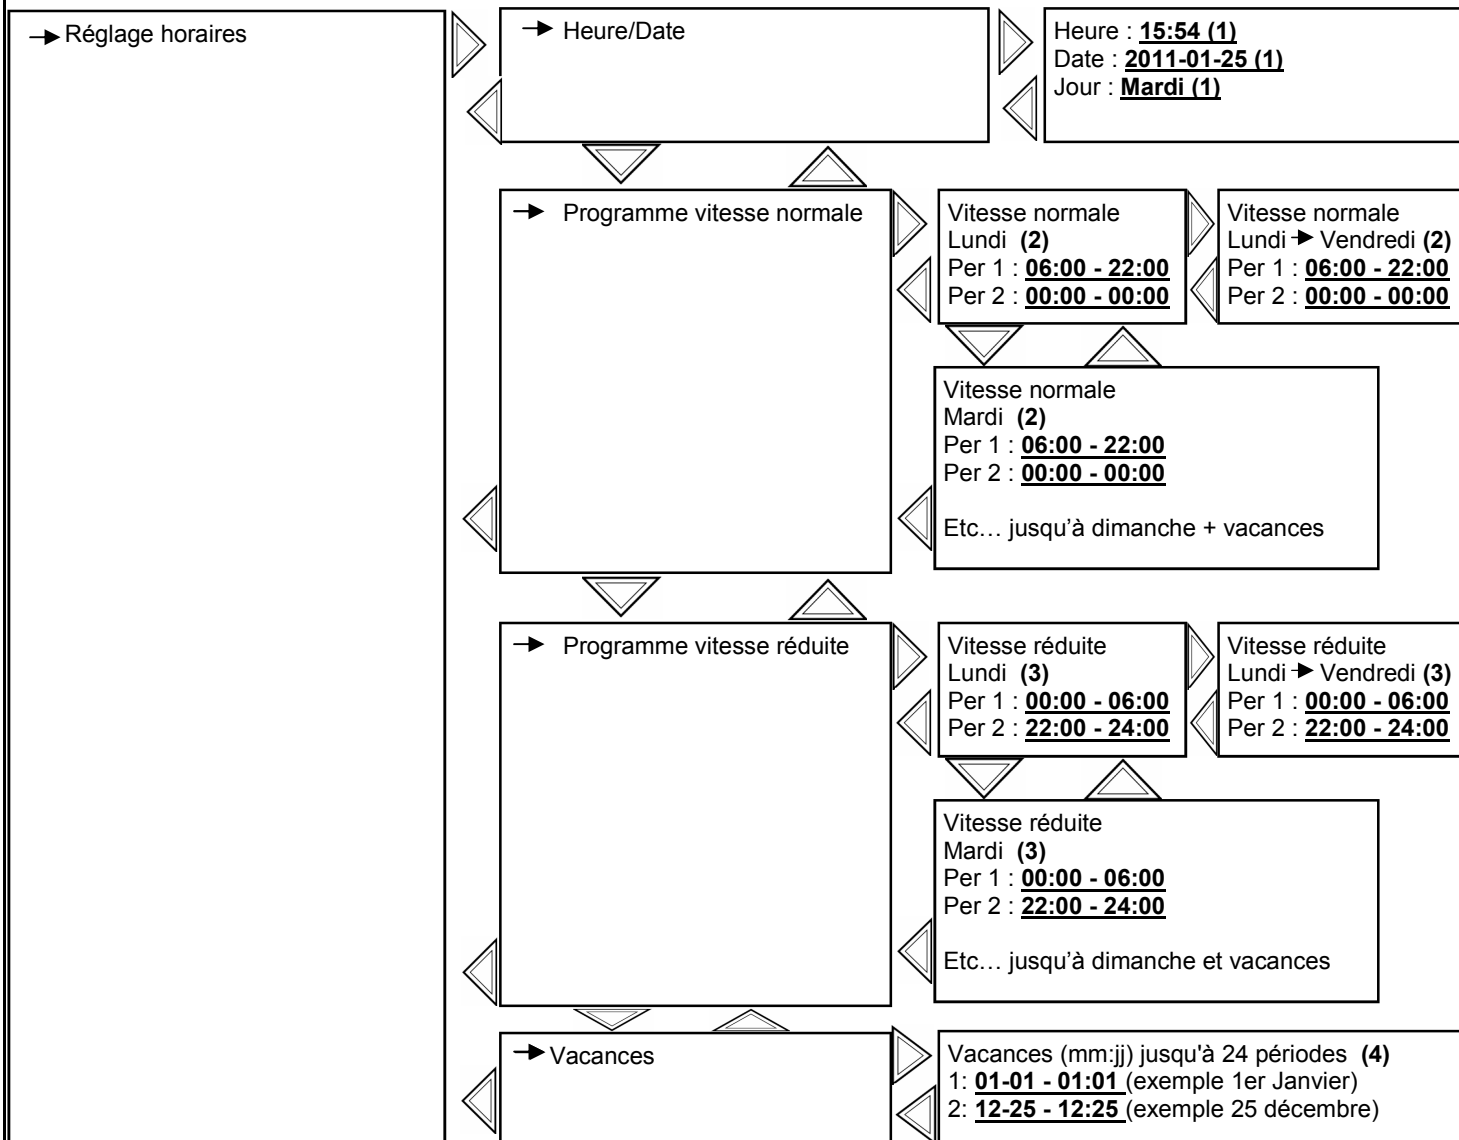 → Réglage horaires
→ Heure/Date
Heure : 15:54 (1)
Date : 2011-01-25 (1)
Jour : Mardi (1)
→ Programme vitesse normale
Vitesse normale
Lundi (2)
Per 1 : 06:00 - 22:00
Per 2 : 00:00 - 00:00
Vitesse normale
Lundi → Vendredi (2)
Per 1 : 06:00 - 22:00
Per 2 : 00:00 - 00:00
Vitesse normale
Mardi (2)
Per 1 : 06:00 - 22:00
Per 2 : 00:00 - 00:00
Etc… jusqu’à dimanche + vacances
→ Programme vitesse réduite
Vitesse réduite
Lundi (3)
Per 1 : 00:00 - 06:00
Per 2 : 22:00 - 24:00
Vitesse réduite
Lundi → Vendredi (3)
Per 1 : 00:00 - 06:00
Per 2 : 22:00 - 24:00
Vitesse réduite
Mardi (3)
Per 1 : 00:00 - 06:00
Per 2 : 22:00 - 24:00
Etc… jusqu’à dimanche et vacances
→ Vacances
Vacances (mm:jj) jusqu'à 24 périodes (4)
1: 01-01 - 01:01 (exemple 1er Janvier)
2: 12-25 - 12:25 (exemple 25 décembre)